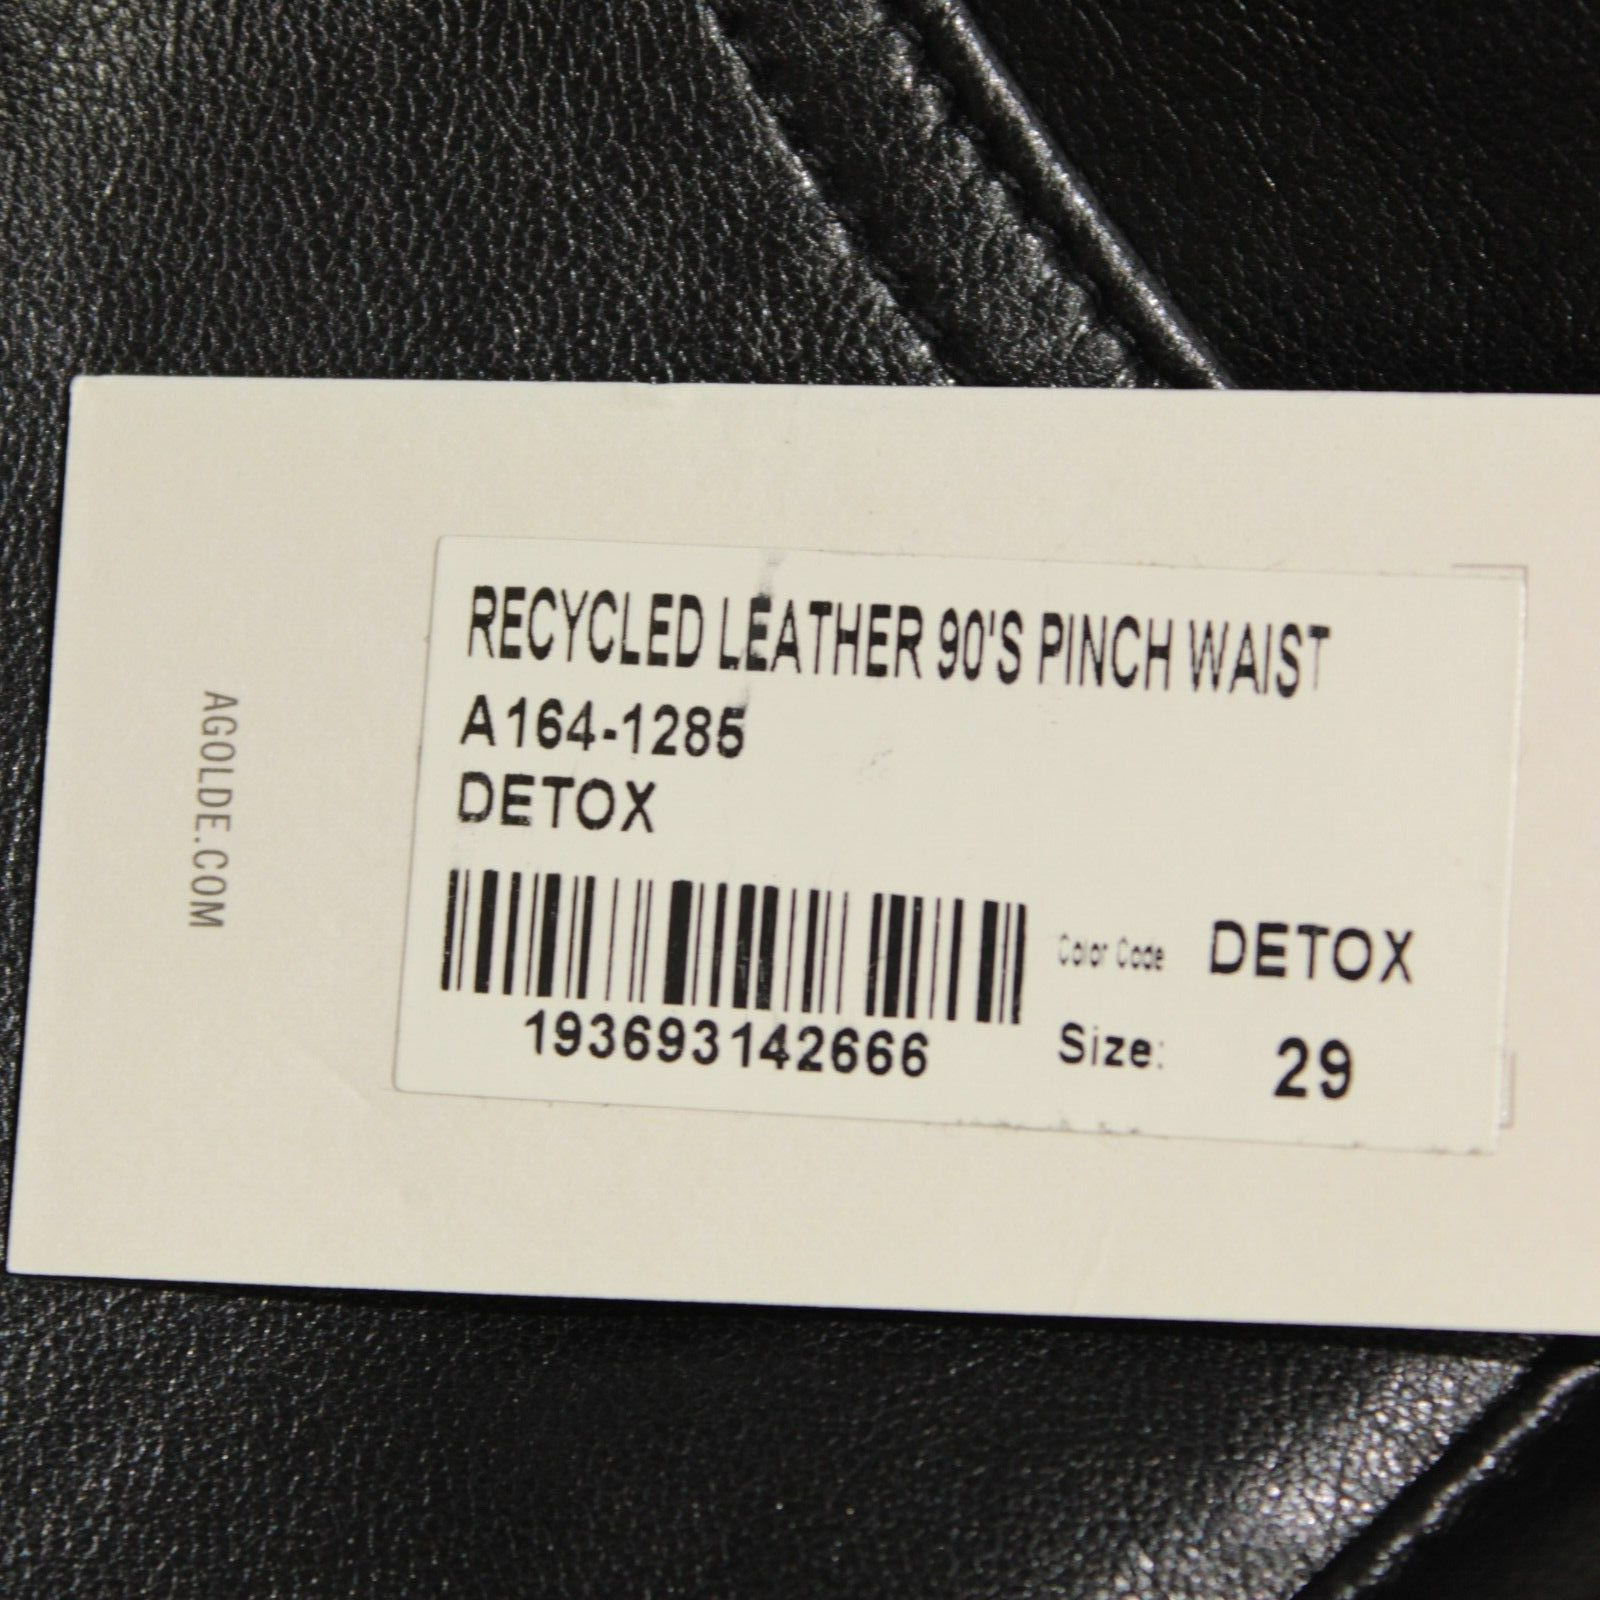 AGOLDE.COM
RECYCLED LEATHER 90'S PINCH WAIST
A164-1285
DETOX
193693142666
Color Code DETOX
Size: 29